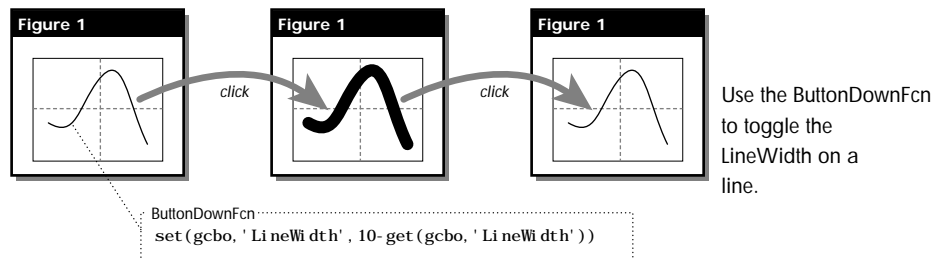 Figure 1
Figure 1
Figure 1
click
click
Use the ButtonDownFcn
to toggle the
LineWidth on a
line.
ButtonDownFcn
set(gcbo,'LineWidth',10-get(gcbo,'LineWidth'))